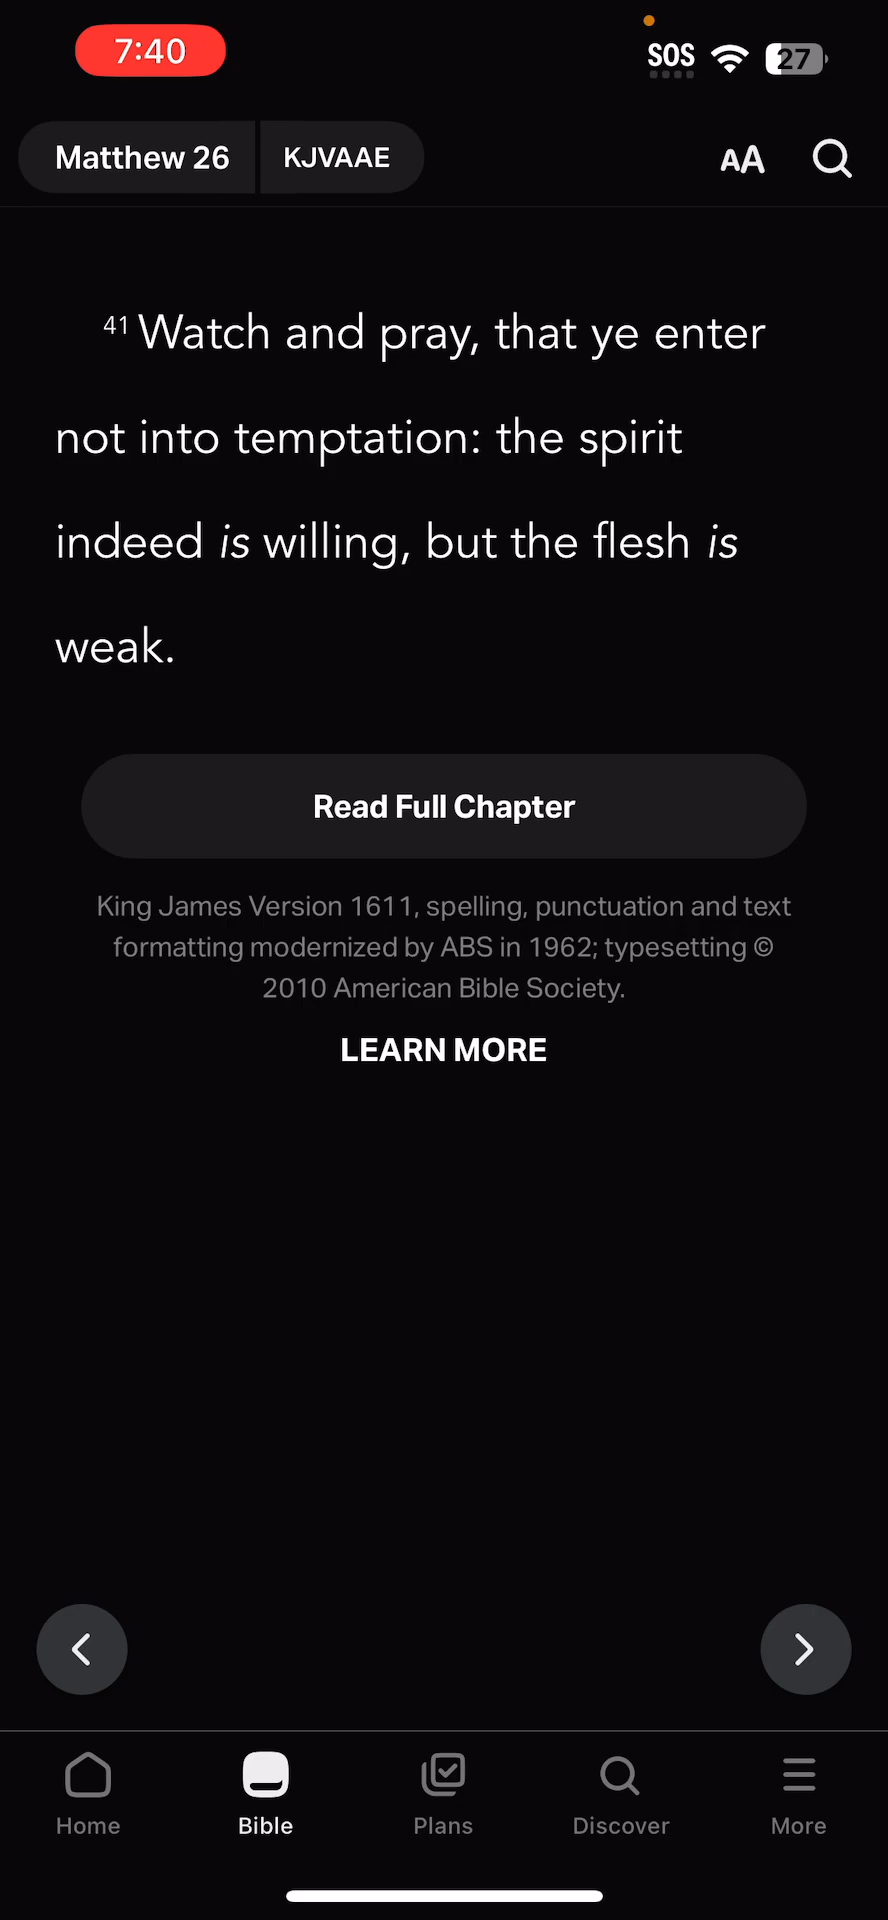 7:40
SOS
27
Matthew 26
KJVAAE
AA
41 Watch and pray, that ye enter
not into temptation: the spirit
indeed is willing, but the flesh is
weak.
Read Full Chapter
King James Version 1611, spelling, punctuation and text
formatting modernized by ABS in 1962; typesetting ©
2010 American Bible Society.
LEARN MORE
Home
Bible
Plans
Discover
More